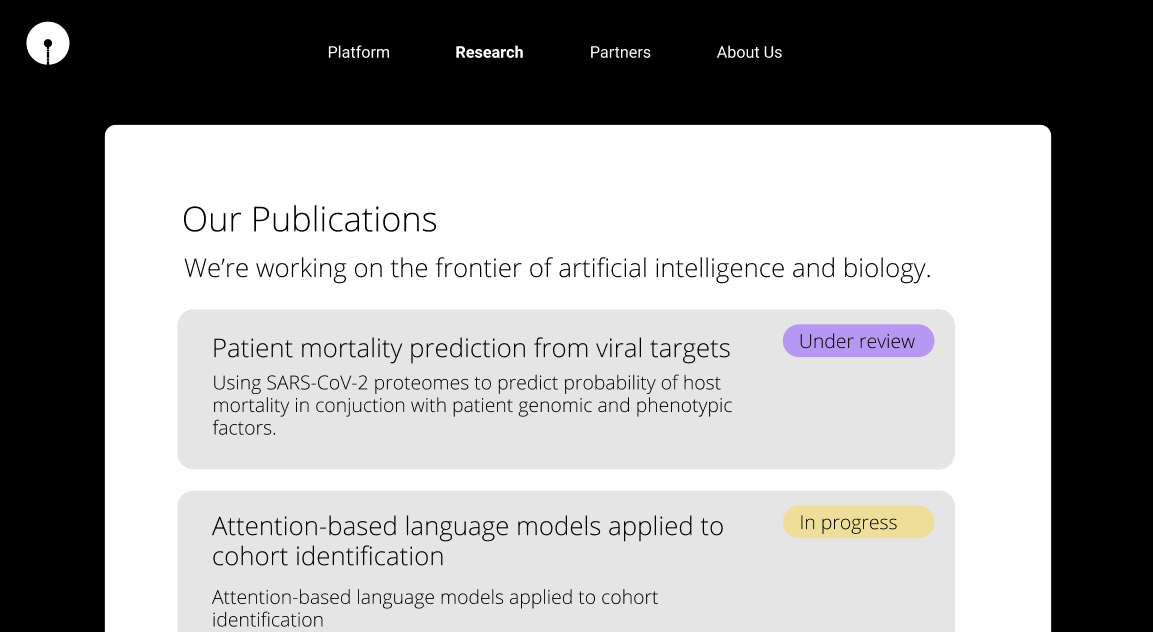 Platform Research Partners About Us
Our Publications
We're working on the frontier of artificial intelligence and biology.
Patient mortality prediction from viral targets
Under review
Using SARS-CoV-2 proteomes to predict probability of host
mortality in conjuction with patient genomic and phenotypic
factors.
Attention-based language models applied to
cohort identification
In progress
Attention-based language models applied to cohort
identification